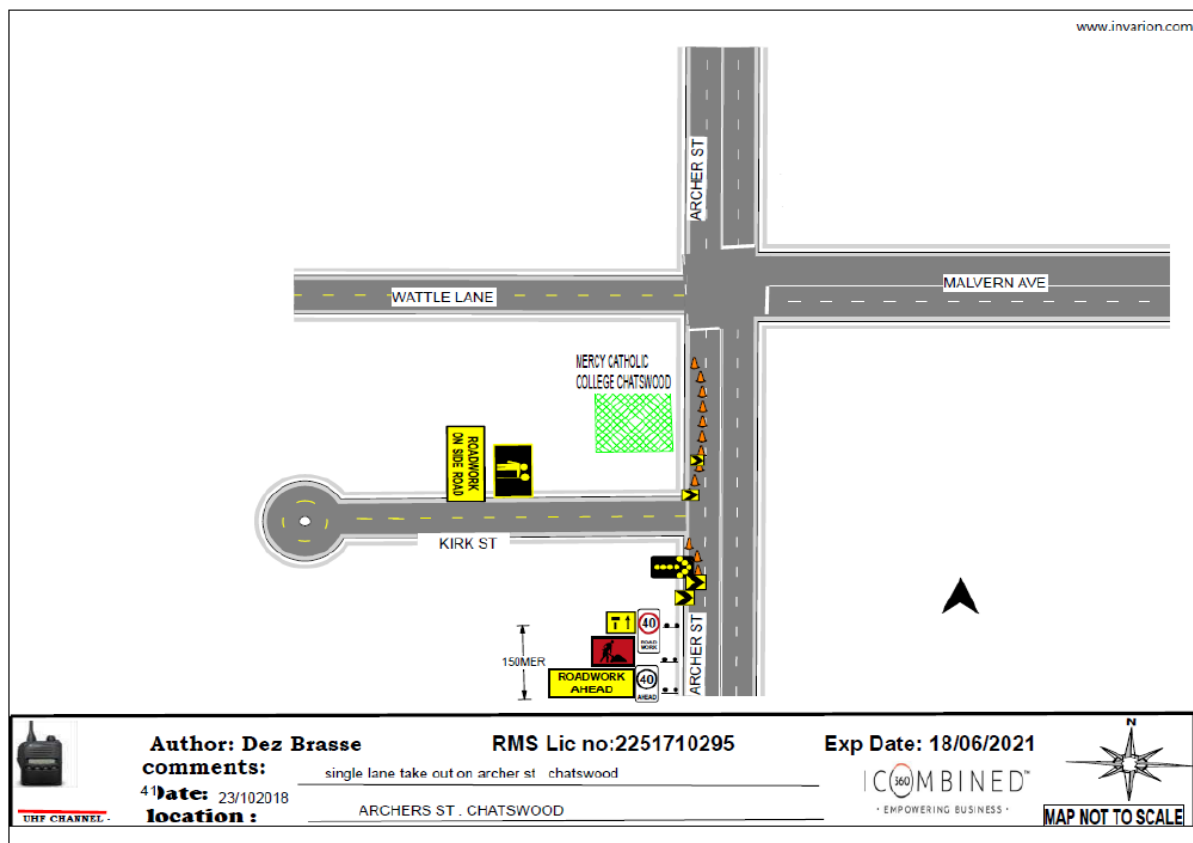 www.invarion.com
ARCHER ST
WATTLE LANE
MALVERN AVE
MERCY CATHOLIC
COLLEGE CHATSWOOD
ROADWORK
ON SIDE ROAD
KIRK ST
40
ROAD
WORK
150MER
ROADWORK
AHEAD
40
AHEAD
ARCHER ST
Author: Dez Brasse
RMS Lic no:2251710295
Exp Date: 18/06/2021
N
comments:
single lane take out on archer st chatswood
41
Date: 23/102018
location :
ARCHERS ST . CHATSWOOD
UHF CHANNEL -
ICOMBINED™
360
· EMPOWERING BUSINESS ·
MAP NOT TO SCALE